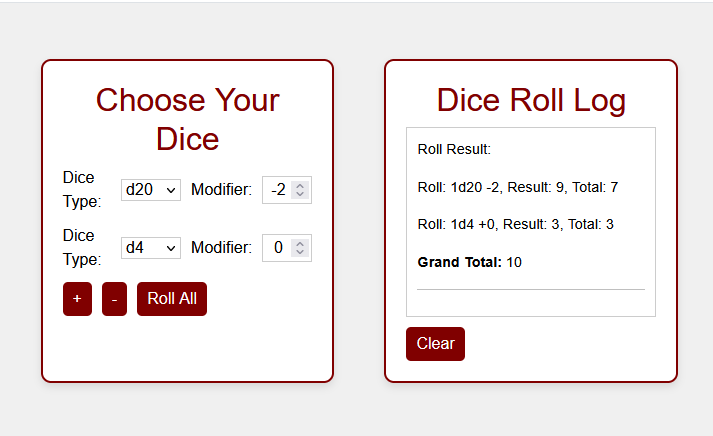 Choose Your
Dice
Dice
Type:
d20
Modifier:
-2
Dice
Type:
d4
Modifier:
0
+
-
Roll All
Dice Roll Log
Roll Result:
Roll: 1d20 -2, Result: 9, Total: 7
Roll: 1d4 +0, Result: 3, Total: 3
Grand Total: 10
Clear